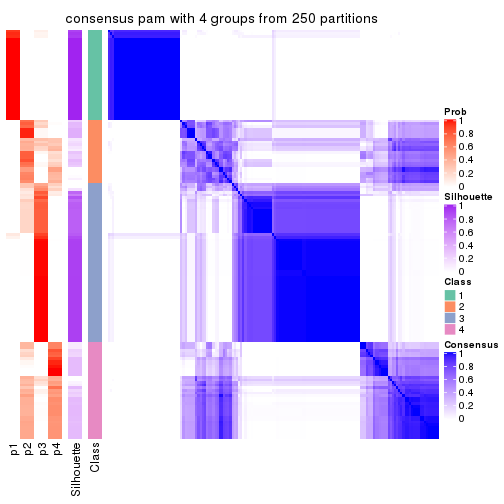 consensus pam with 4 groups from 250 partitions
Prob
1
0.8
0.6
0.4
0.2
0
Silhouette
1
0.8
0.6
0.4
0.2
0
Class
1
2
3
4
Consensus
1
0.8
0.6
0.4
0.2
0
p1
p2
p3
p4
Silhouette
Class